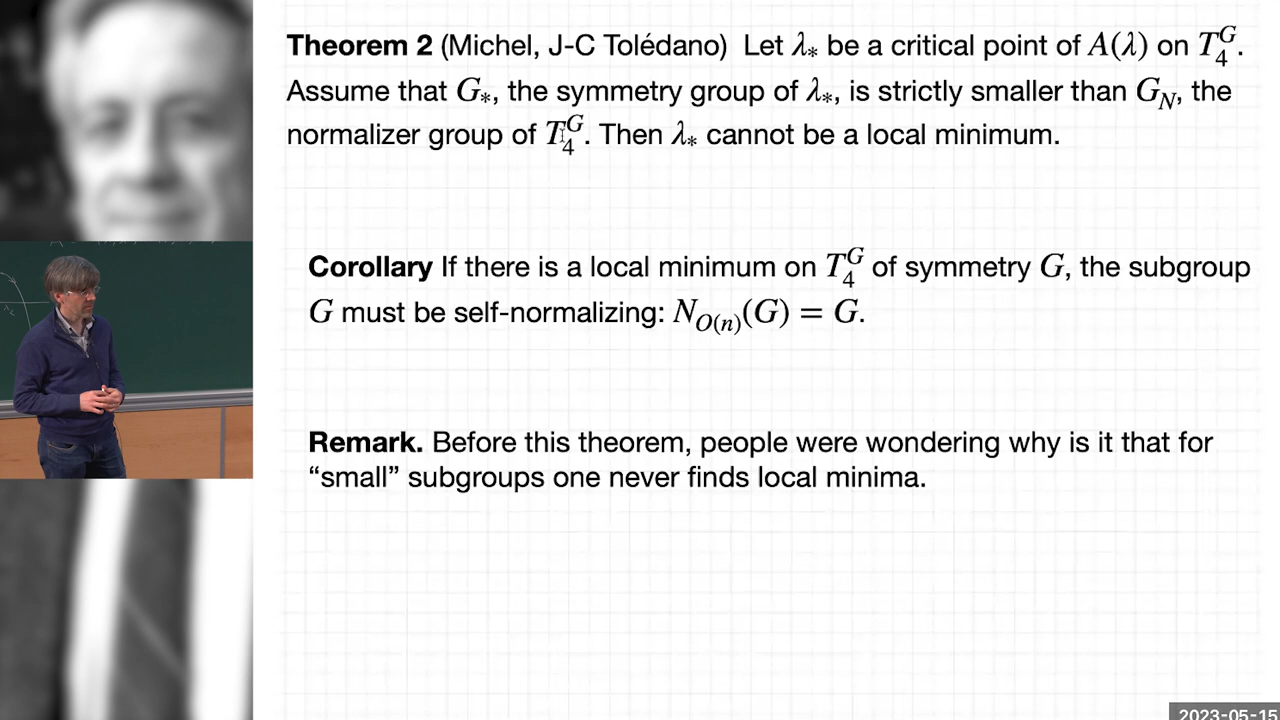 Theorem 2 (Michel, J-C Tolédano) Let λ∗ be a critical point of A(λ) on T₄ᴳ.
Assume that G∗, the symmetry group of λ∗, is strictly smaller than G_N, the
normalizer group of T₄ᴳ. Then λ∗ cannot be a local minimum.
Corollary If there is a local minimum on T₄ᴳ of symmetry G, the subgroup
G must be self-normalizing: N_{O(n)}(G) = G.
Remark. Before this theorem, people were wondering why is it that for
“small” subgroups one never finds local minima.
2023-05-15